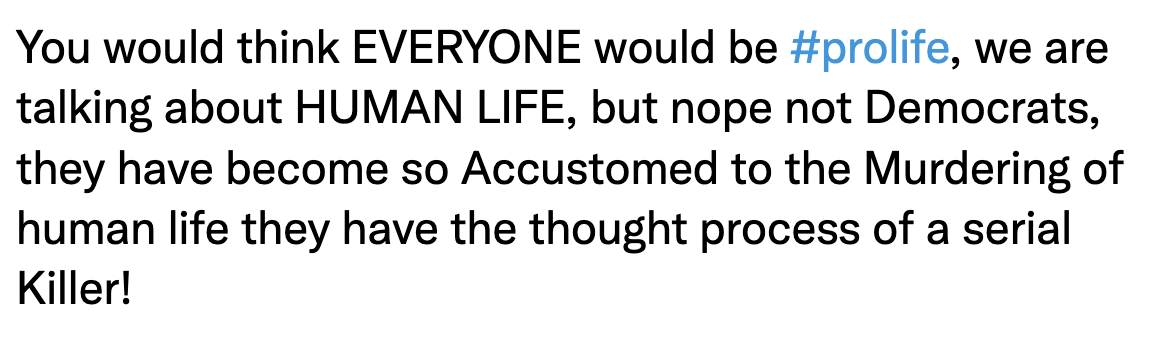 You would think EVERYONE would be #prolife, we are
talking about HUMAN LIFE, but nope not Democrats,
they have become so Accustomed to the Murdering of
human life they have the thought process of a serial
Killer!